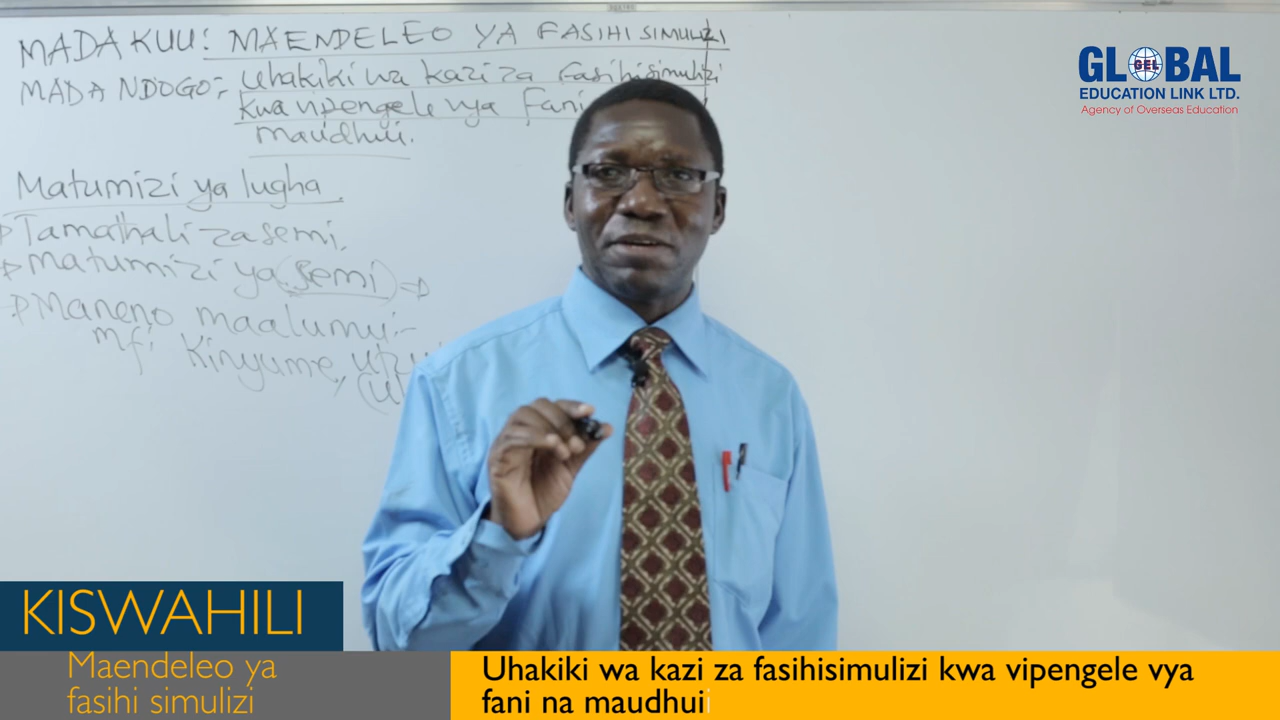 MADA KUU: MAENDELEO YA FASIHI SIMULIZI
MADA NDOGO:- Uhakiki wa kazi za fasihisimulizi
kwa vipengele vya fani
maudhui.
Matumizi ya lugha.
Tamathali za semi.
matumizi ya (semi)
Maneno maalumu:-
mf: Kinyume,
GLOBAL
GEL
EDUCATION LINK LTD.
Agency of Overseas Education
KISWAHILI
Maendeleo ya
fasihi simulizi
Uhakiki wa kazi za fasihisimulizi kwa vipengele vya
fani na maudhui